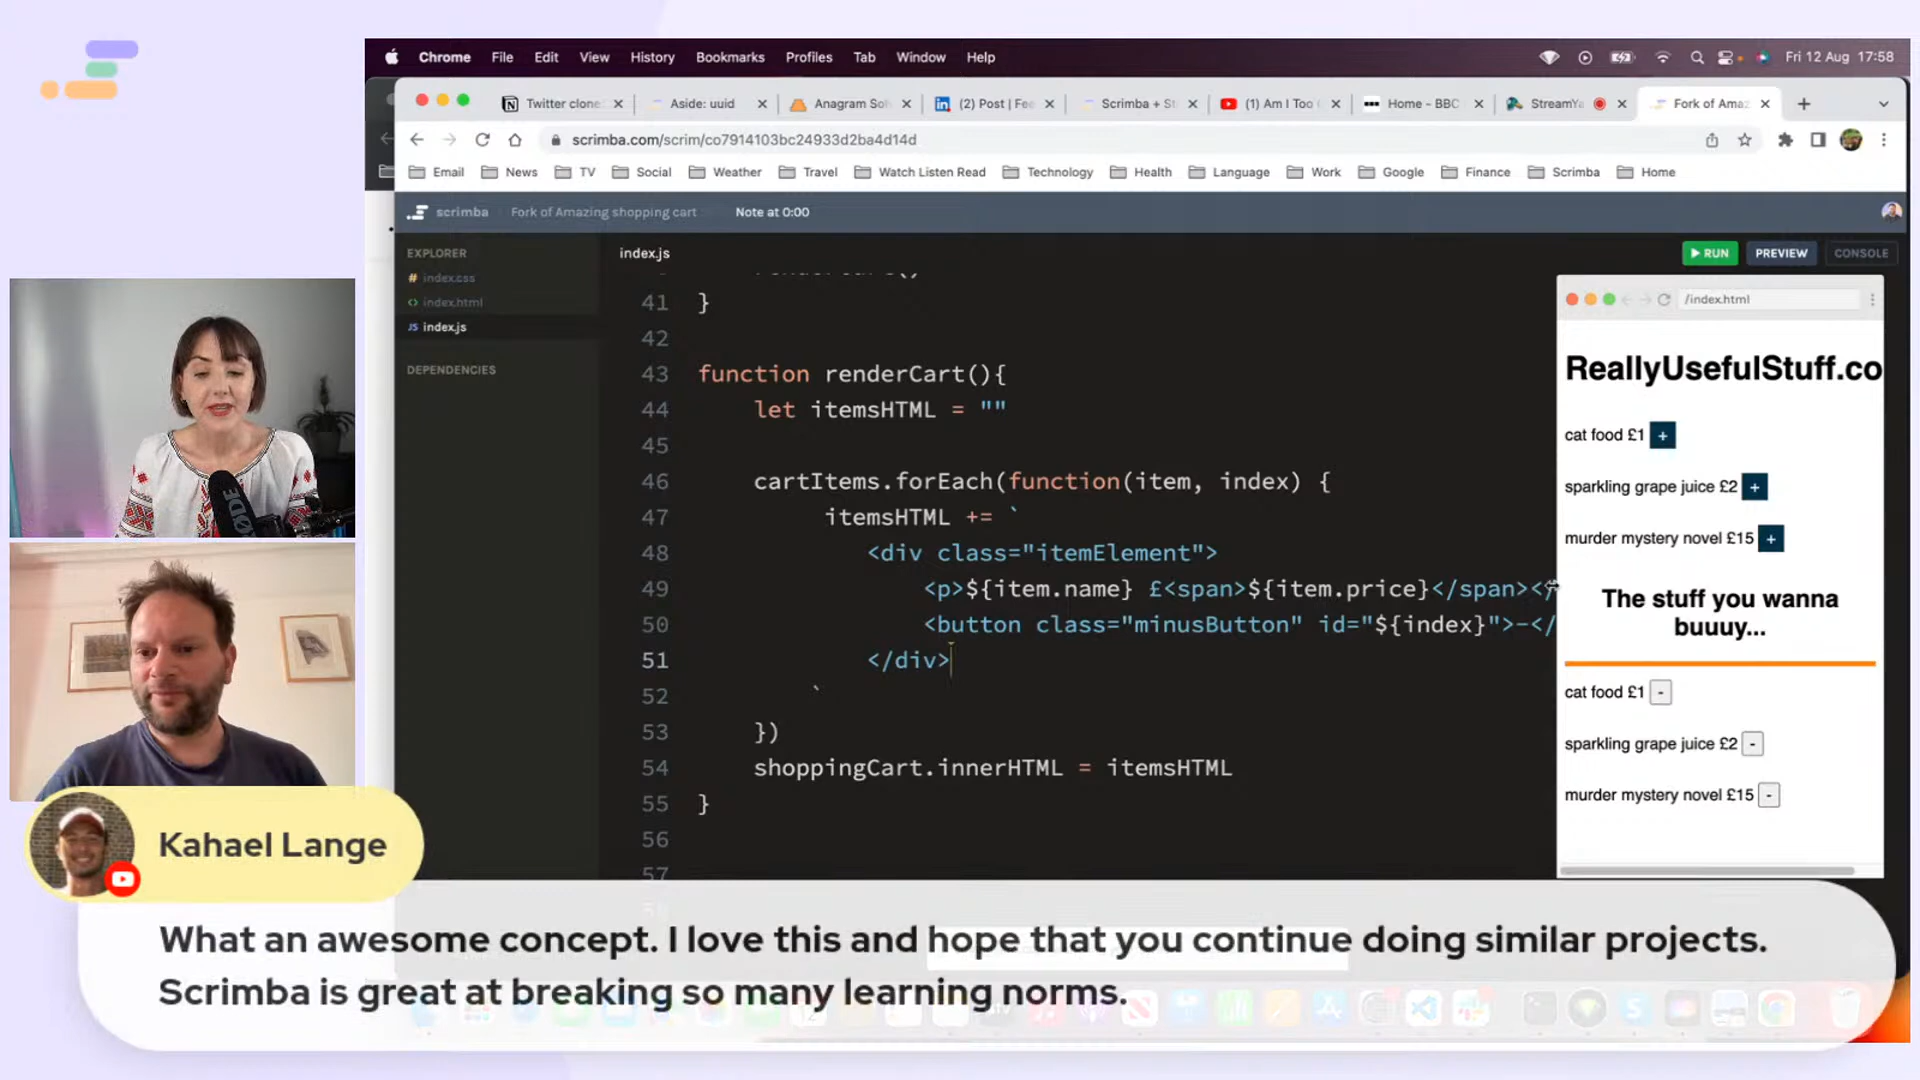 Chrome File Edit View History Bookmarks Profiles Tab Window Help Fri 12 Aug 17:58
Twitter clone: Aside: uuid Anagram Sol (2) Post | Fee Scrimba + St (1) Am I Too Home - BBC StreamYa Fork of Amaz
scrimba.com/scrim/co7914103bc24933d2ba4d14d
Email News TV Social Weather Travel Watch Listen Read Technology Health Language Work Google Finance Scrimba Home
scrimba Fork of Amazing shopping cart Note at 0:00
EXPLORER
index.css
index.html
JS index.js
DEPENDENCIES
index.js
RUN PREVIEW CONSOLE
41 }
42
43 function renderCart(){
44 let itemsHTML = ""
45
46 cartItems.forEach(function(item, index) {
47 itemsHTML += `
48 <div class="itemElement">
49 <p>${item.name} £<span>${item.price}</span></
50 <button class="minusButton" id="${index}">-</
51 </div>
52 `
53 })
54 shoppingCart.innerHTML = itemsHTML
55 }
56
57
/index.html
ReallyUsefulStuff.co
cat food £1 +
sparkling grape juice £2 +
murder mystery novel £15 +
The stuff you wanna
buuuy...
cat food £1 -
sparkling grape juice £2 -
murder mystery novel £15 -
RØDE
Kahael Lange
What an awesome concept. I love this and hope that you continue doing similar projects.
Scrimba is great at breaking so many learning norms.